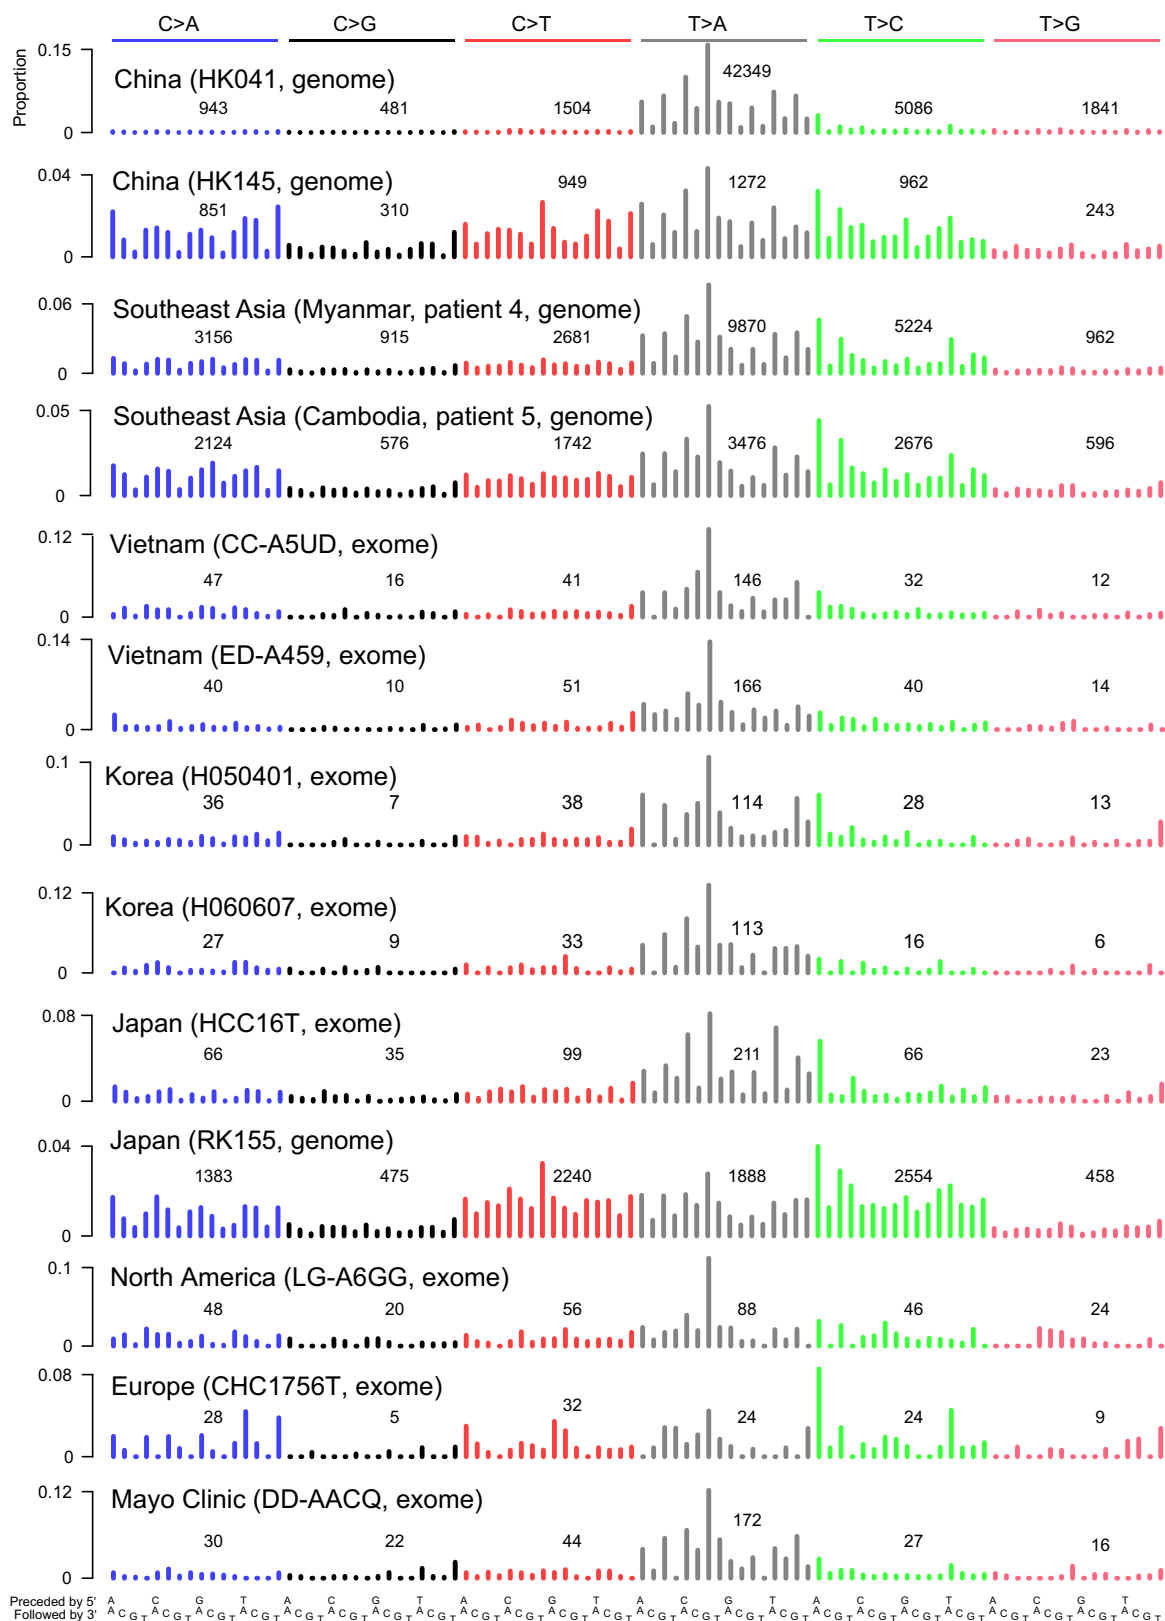 C>A C>G C>T T>A T>C T>G
Proportion
0.15
0
China (HK041, genome)
943 481 1504 42349 5086 1841
0.04
0
China (HK145, genome)
851 310 949 1272 962 243
0.06
0
Southeast Asia (Myanmar, patient 4, genome)
3156 915 2681 9870 5224 962
0.05
0
Southeast Asia (Cambodia, patient 5, genome)
2124 576 1742 3476 2676 596
0.12
0
Vietnam (CC-A5UD, exome)
47 16 41 146 32 12
0.14
0
Vietnam (ED-A459, exome)
40 10 51 166 40 14
0.1
0
Korea (H050401, exome)
36 7 38 114 28 13
0.12
0
Korea (H060607, exome)
27 9 33 113 16 6
0.08
0
Japan (HCC16T, exome)
66 35 99 211 66 23
0.04
0
Japan (RK155, genome)
1383 475 2240 1888 2554 458
0.1
0
North America (LG-A6GG, exome)
48 20 56 88 46 24
0.08
0
Europe (CHC1756T, exome)
28 5 32 24 24 9
0.12
0
Mayo Clinic (DD-AACQ, exome)
30 22 44 172 27 16
Preceded by 5' A C G T A C G T A C G T A C G T A C G T A C G T
Followed by 3' A C G T A C G T A C G T A C G T A C G T A C G T A C G T A C G T A C G T A C G T A C G T A C G T A C G T A C G T A C G T A C G T A C G T A C G T A C G T A C G T A C G T A C G T A C G T A C G T